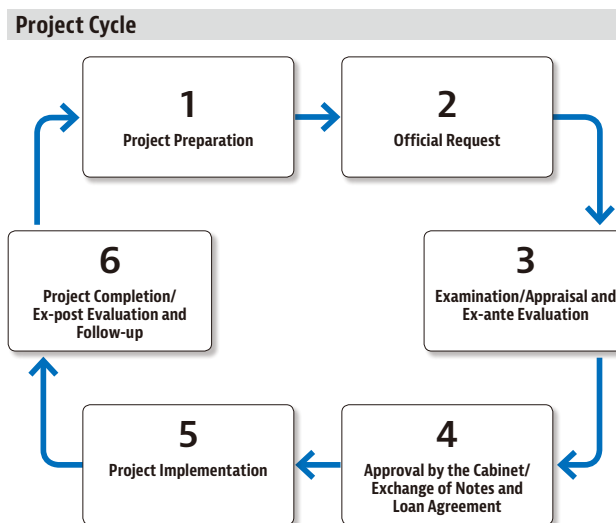 Project Cycle
1
Project Preparation
2
Official Request
3
Examination/Appraisal and
Ex-ante Evaluation
4
Approval by the Cabinet/
Exchange of Notes and
Loan Agreement
5
Project Implementation
6
Project Completion/
Ex-post Evaluation and
Follow-up